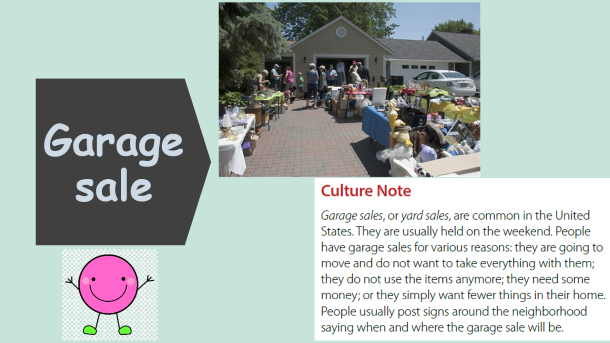 Garage
sale
Culture Note
Garage sales, or yard sales, are common in the United
States. They are usually held on the weekend. People
have garage sales for various reasons: they are going to
move and do not want to take everything with them;
they do not use the items anymore; they need some
money; or they simply want fewer things in their home.
People usually post signs around the neighborhood
saying when and where the garage sale will be.